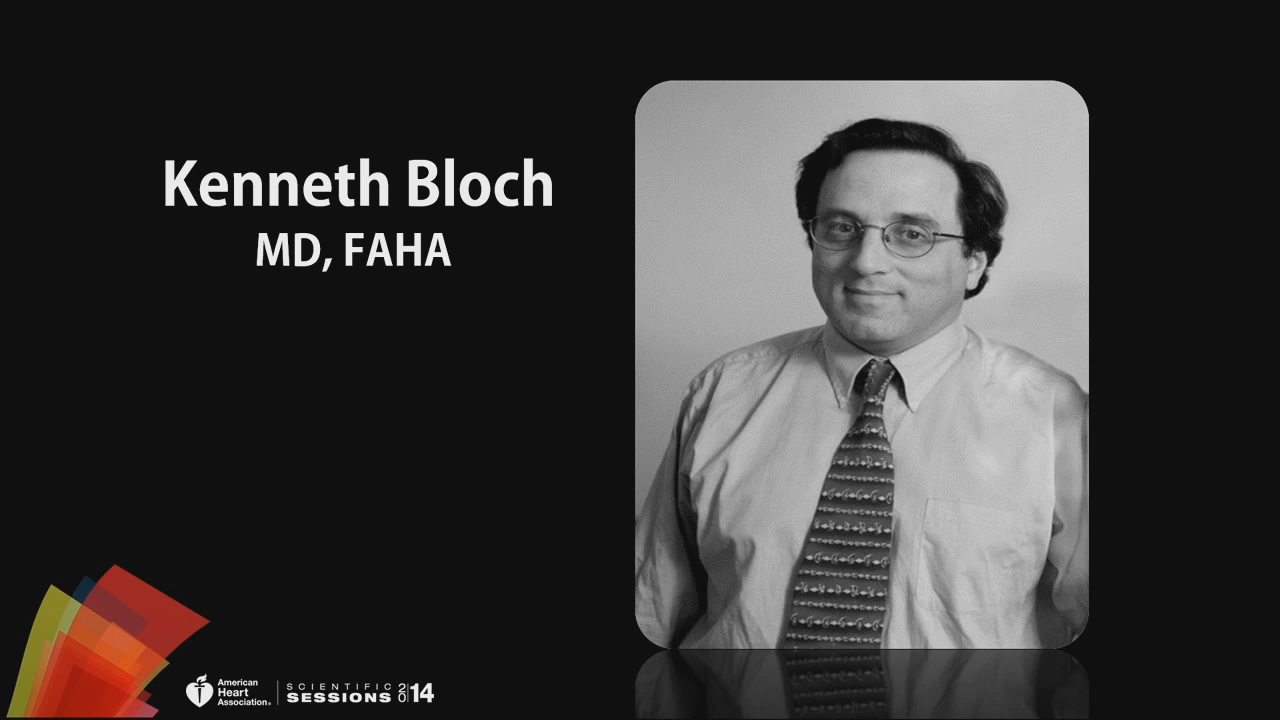 Kenneth Bloch
MD, FAHA
American
Heart
Association®
SCIENTIFIC
SESSIONS 2014